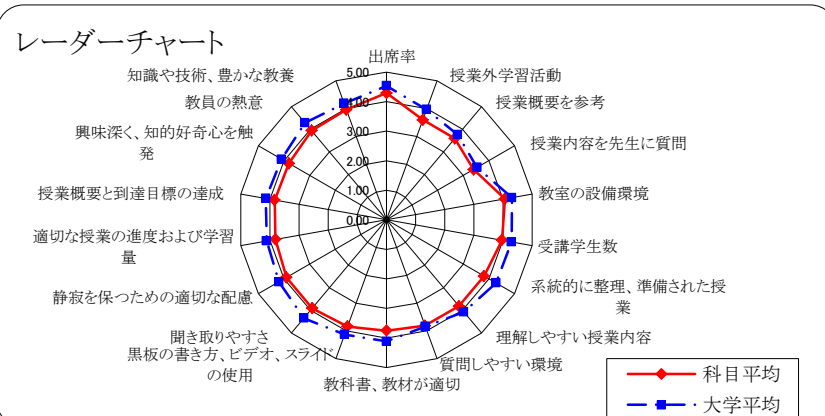 レーダーチャート
出席率
授業外学習活動
授業概要を参考
授業内容を先生に質問
教室の設備環境
受講学生数
系統的に整理、準備された授
業
理解しやすい授業内容
質問しやすい環境
教科書、教材が適切
黒板の書き方、ビデオ、スライド
の使用
聞き取りやすさ
静寂を保つための適切な配慮
適切な授業の進度および学習
量
授業概要と到達目標の達成
興味深く、知的好奇心を触
発
教員の熱意
知識や技術、豊かな教養
5.00
4.00
3.00
2.00
1.00
0.00
科目平均
大学平均